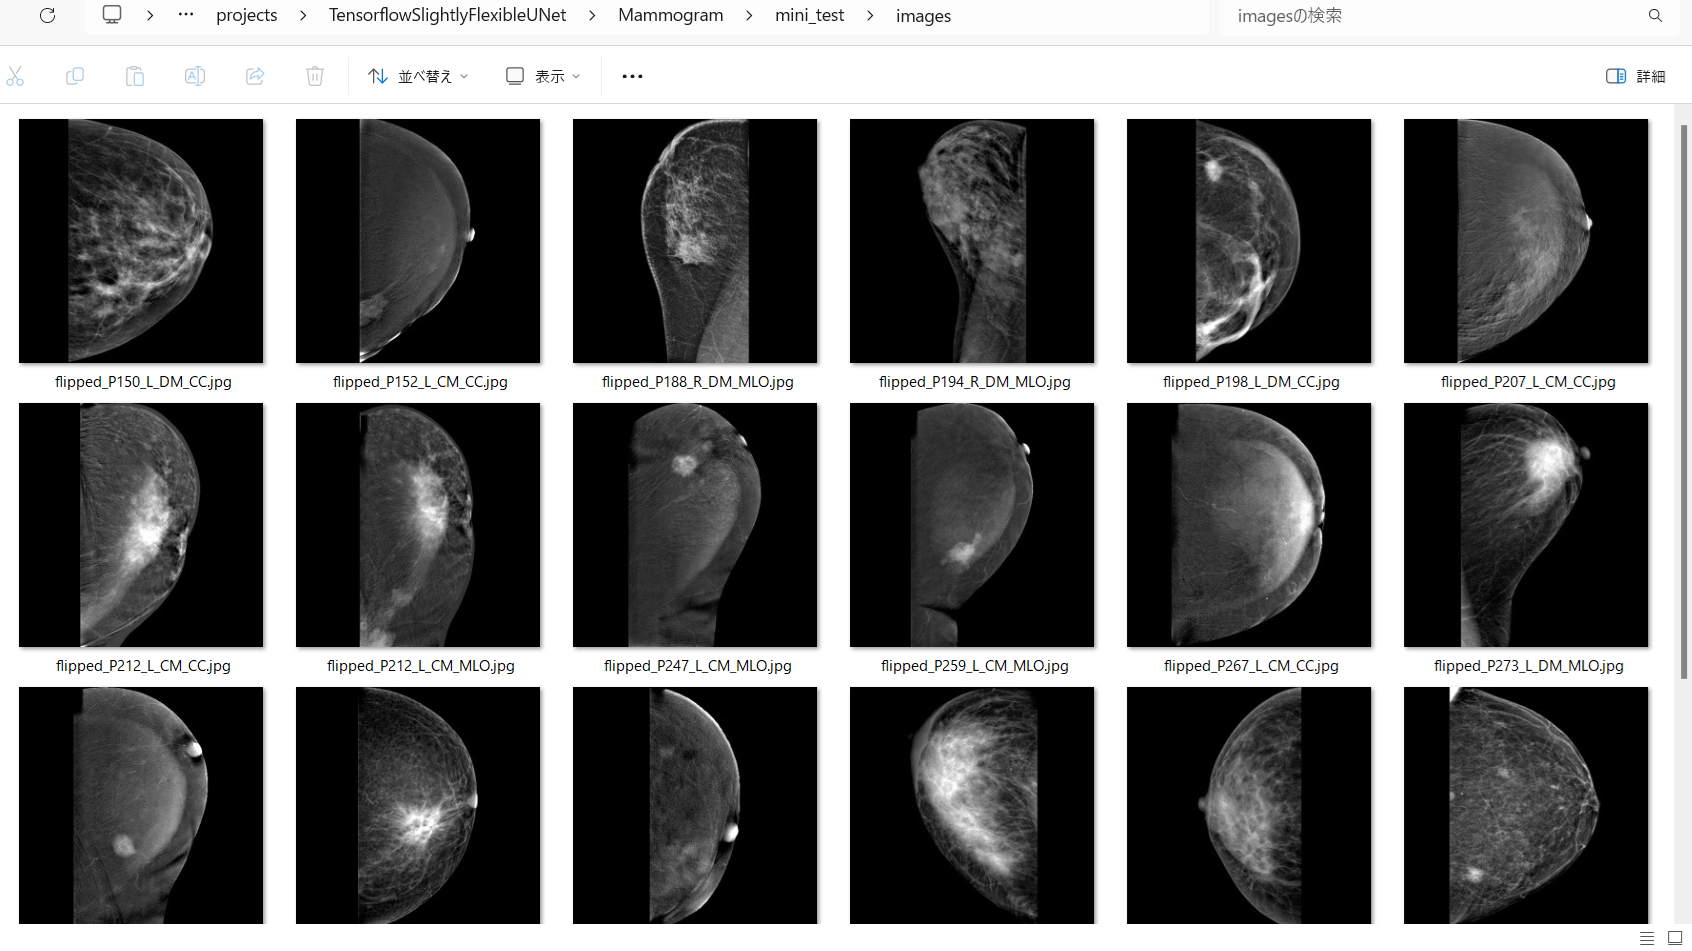 … > projects > TensorflowSlightlyFlexibleUNet > Mammogram > mini_test > images
imagesの検索
並べ替え 表示 … 詳細
flipped_P150_L_DM_CC.jpg flipped_P152_L_CM_CC.jpg flipped_P188_R_DM_MLO.jpg flipped_P194_R_DM_MLO.jpg flipped_P198_L_DM_CC.jpg flipped_P207_L_CM_CC.jpg
flipped_P212_L_CM_CC.jpg flipped_P212_L_CM_MLO.jpg flipped_P247_L_CM_MLO.jpg flipped_P259_L_CM_MLO.jpg flipped_P267_L_CM_CC.jpg flipped_P273_L_DM_MLO.jpg